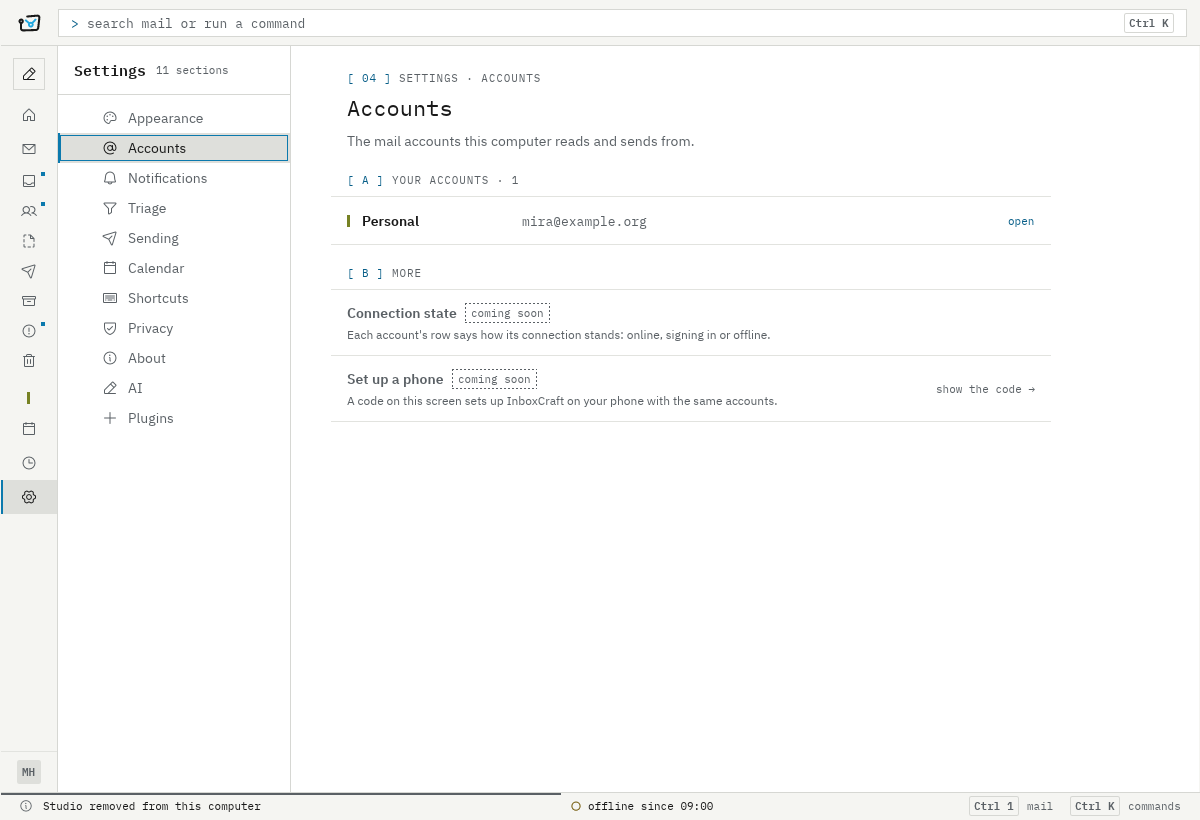 > search mail or run a command Ctrl K
Settings 11 sections
Appearance
Accounts
Notifications
Triage
Sending
Calendar
Shortcuts
Privacy
About
AI
Plugins
MH
[ 04 ] SETTINGS · ACCOUNTS
Accounts
The mail accounts this computer reads and sends from.
[ A ] YOUR ACCOUNTS · 1
Personal mira@example.org open
[ B ] MORE
Connection state coming soon
Each account's row says how its connection stands: online, signing in or offline.
Set up a phone coming soon
A code on this screen sets up InboxCraft on your phone with the same accounts.
show the code →
Studio removed from this computer offline since 09:00 Ctrl 1 mail Ctrl K commands